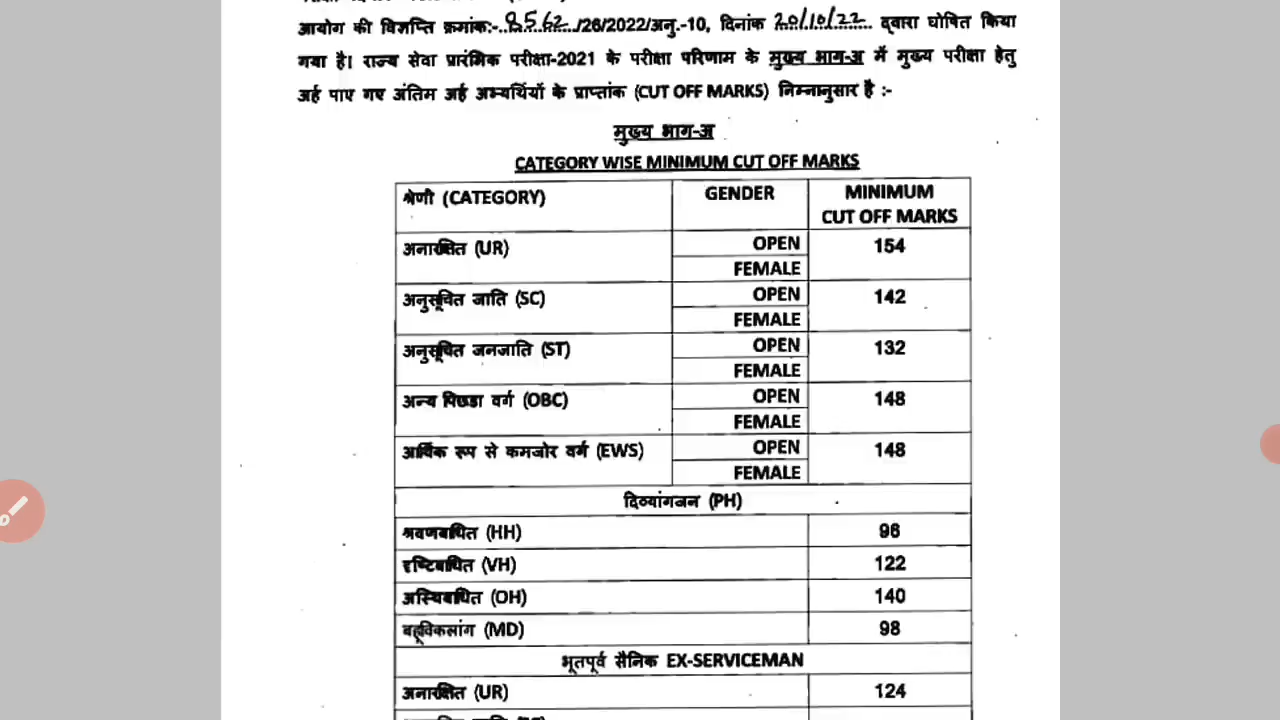 आयोग की विज्ञप्ति क्रमांक:-..8562../26/2022/अनु.-10, दिनांक 20/10/22 द्वारा घोषित किया
गया है। राज्य सेवा प्रारंभिक परीक्षा-2021 के परीक्षा परिणाम के मुख्य भाग-अ में मुख्य परीक्षा हेतु
अर्ह पाए गए अंतिम अर्ह अभ्यर्थियों के प्राप्तांक (CUT OFF MARKS) निम्नानुसार है :-
मुख्य भाग-अ
CATEGORY WISE MINIMUM CUT OFF MARKS
श्रेणी (CATEGORY) GENDER MINIMUM
CUT OFF MARKS
अनारक्षित (UR) OPEN 154
FEMALE
अनुसूचित जाति (SC) OPEN 142
FEMALE
अनुसूचित जनजाति (ST) OPEN 132
FEMALE
अन्य पिछडा वर्ग (OBC) OPEN 148
FEMALE
आर्थिक रूप से कमजोर वर्ग (EWS) OPEN 148
FEMALE
दिव्यांगजन (PH)
श्रवणबाधित (HH) 96
दृष्टिबाधित (VH) 122
अस्थिबाधित (OH) 140
बहुविकलांग (MD) 98
भूतपूर्व सैनिक EX-SERVICEMAN
अनारक्षित (UR) 124